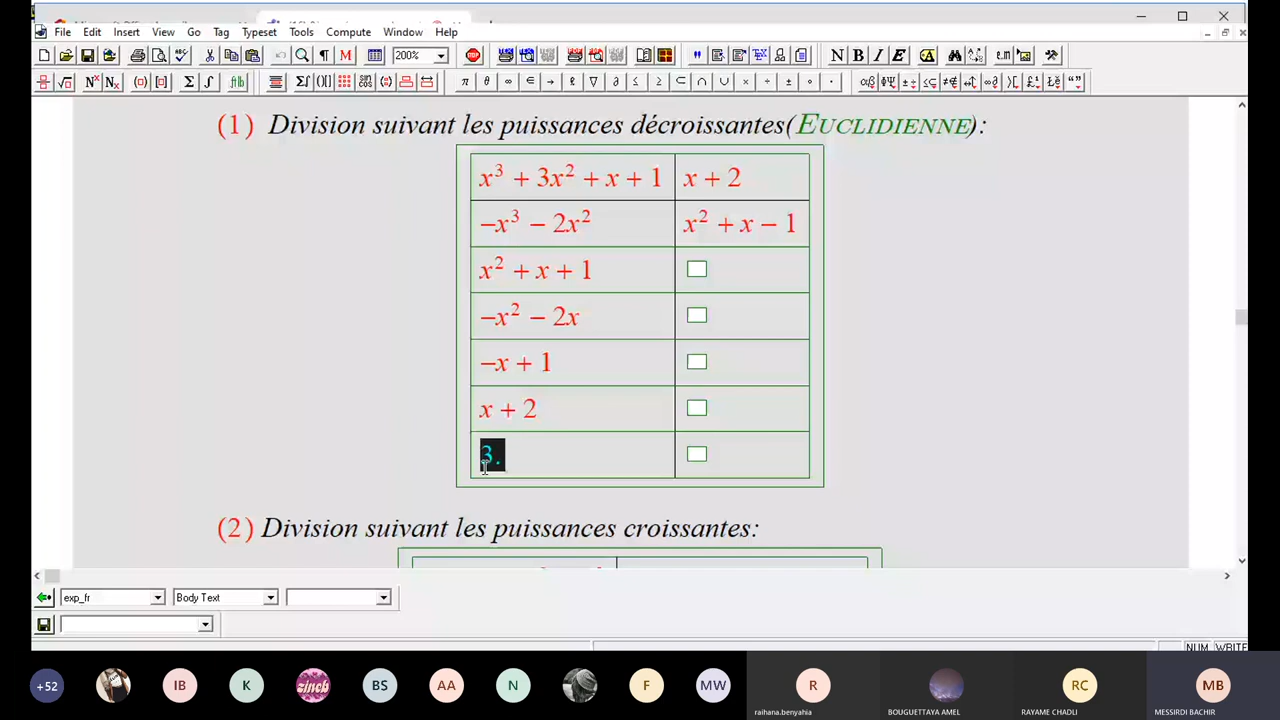 File Edit Insert View Go Tag Typeset Tools Compute Window Help
200%
(1) Division suivant les puissances décroissantes(EUCLIDIENNE):
x³ + 3x² + x + 1 x + 2
−x³ − 2x² x² + x − 1
x² + x + 1
−x² − 2x
−x + 1
x + 2
3.
(2) Division suivant les puissances croissantes:
exp_fr Body Text
NUM WRITE
+52 IB K zineb BS AA N F MW R RC MB
raihana.benyahia BOUGUETTAYA AMEL RAYAME CHADLI MESSIRDI BACHIR